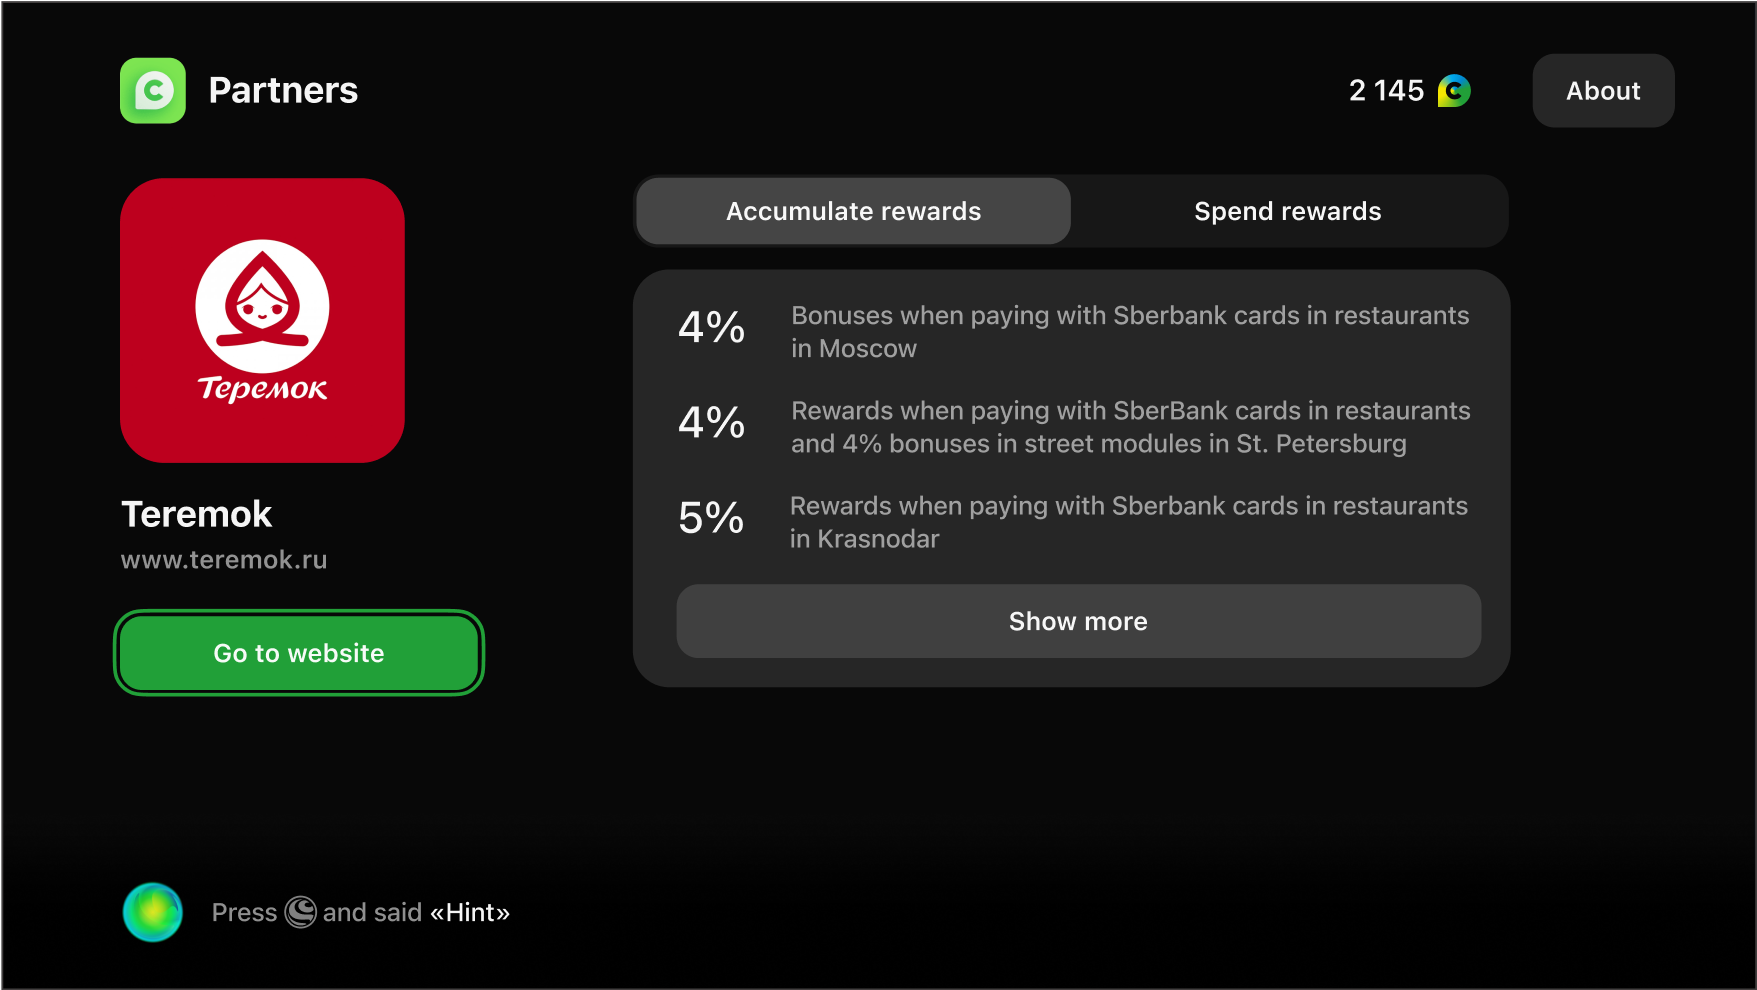 Partners
2 145
About
Теремок
Teremok
www.teremok.ru
Go to website
Accumulate rewards
Spend rewards
4%
Bonuses when paying with Sberbank cards in restaurants
in Moscow
4%
Rewards when paying with SberBank cards in restaurants
and 4% bonuses in street modules in St. Petersburg
5%
Rewards when paying with Sberbank cards in restaurants
in Krasnodar
Show more
Press and said «Hint»